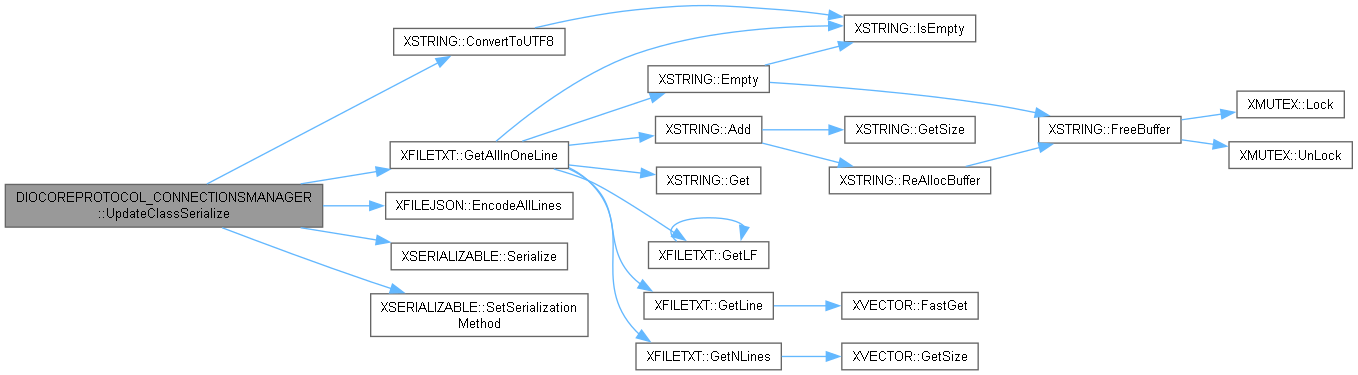 XSTRING::ConvertToUTF8
XSTRING::IsEmpty
XSTRING::Empty
XMUTEX::Lock
XSTRING::Add
XSTRING::GetSize
XSTRING::FreeBuffer
XFILETXT::GetAllInOneLine
XMUTEX::UnLock
XSTRING::Get
XSTRING::ReAllocBuffer
DIOCOREPROTOCOL_CONNECTIONSMANAGER
::UpdateClassSerialize
XFILEJSON::EncodeAllLines
XSERIALIZABLE::Serialize
XFILETXT::GetLF
XSERIALIZABLE::SetSerialization
Method
XFILETXT::GetLine
XVECTOR::FastGet
XFILETXT::GetNLines
XVECTOR::GetSize